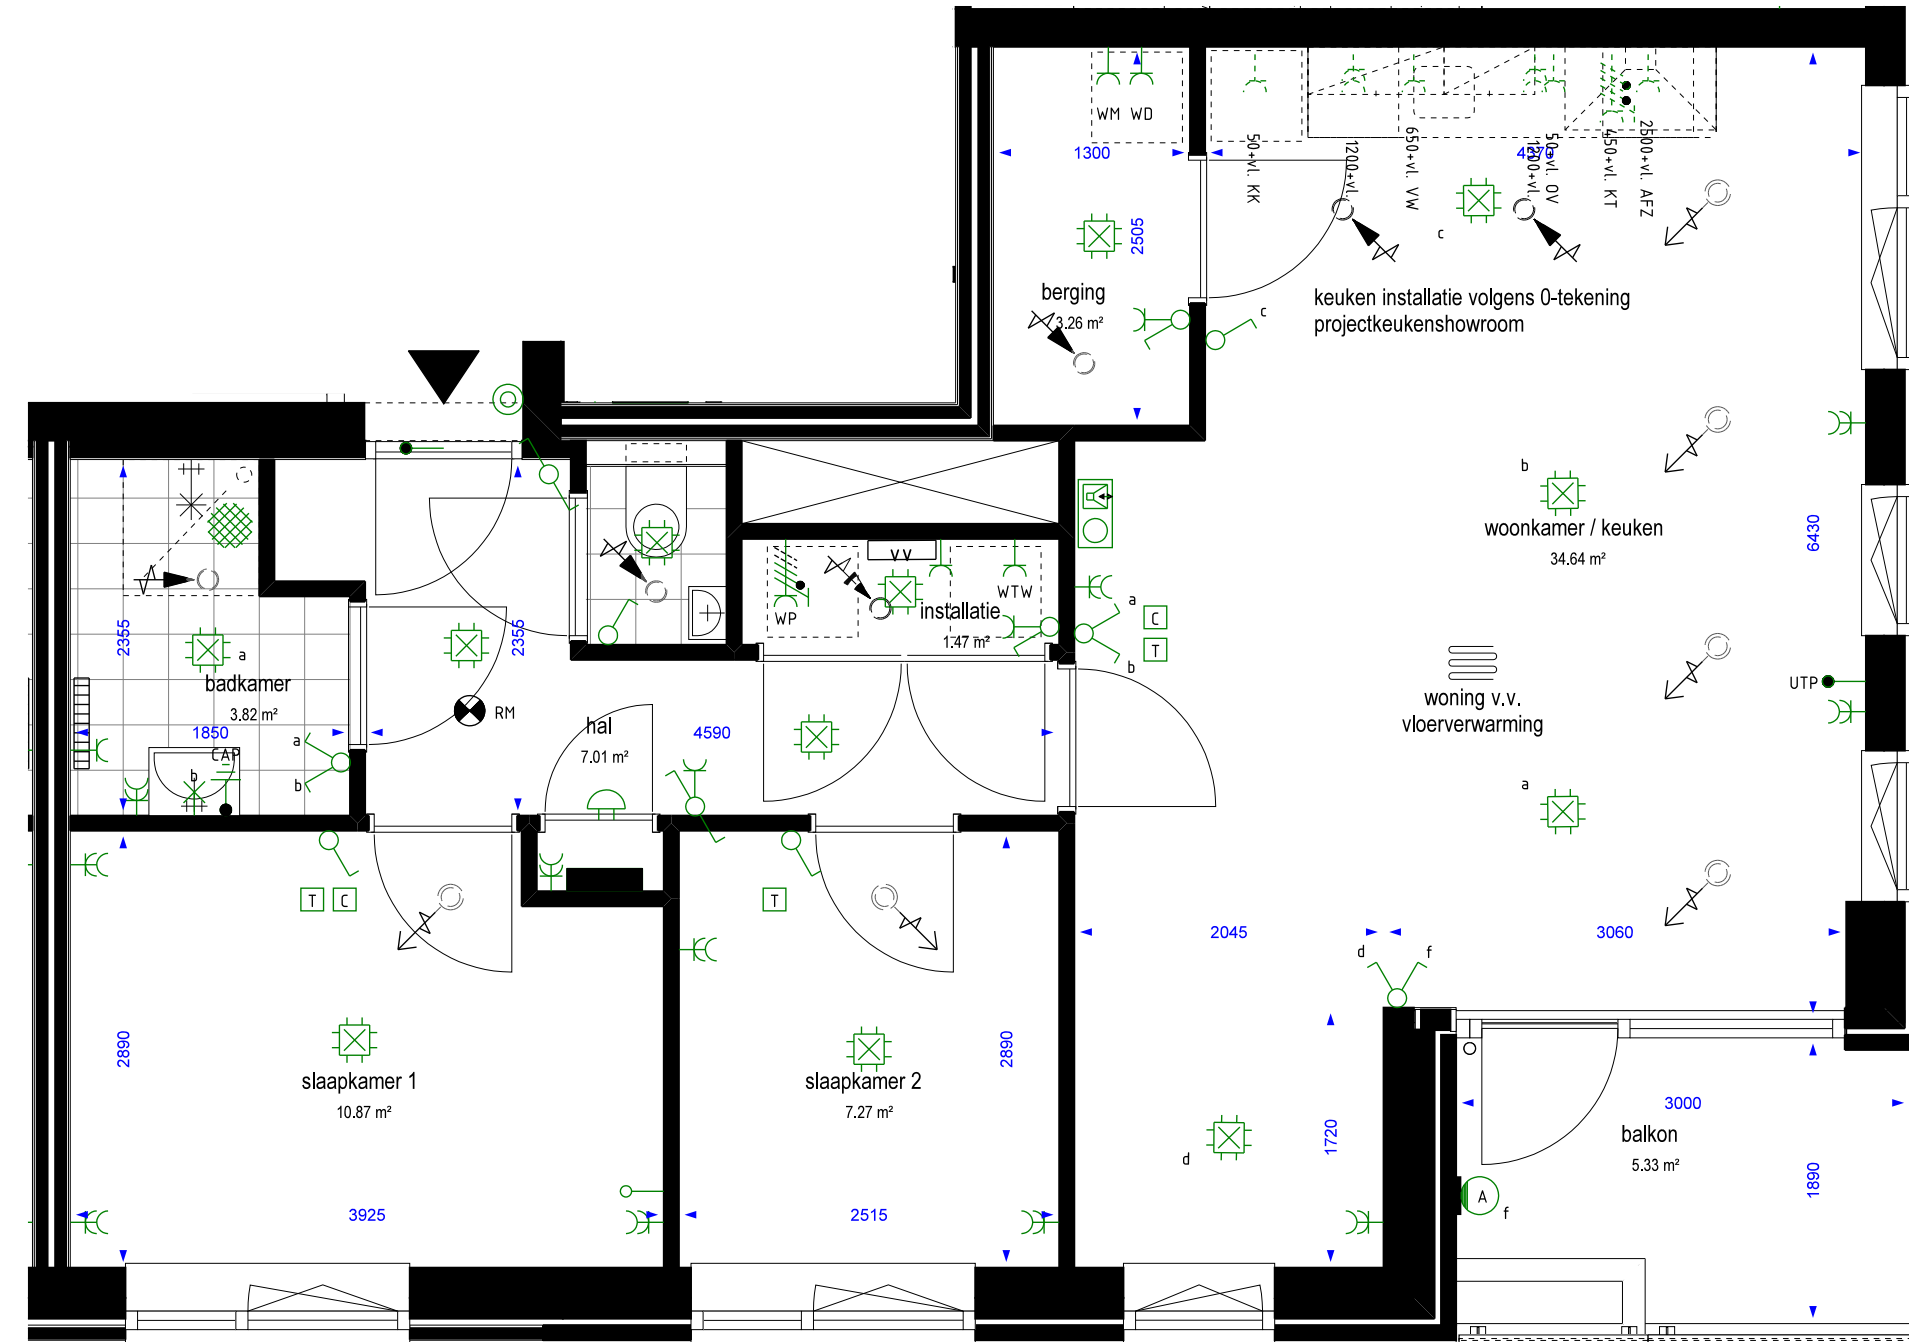 WM WD
1300
4370
50+vl. KK
1200+vl.
650+vl. VW
50+vl. OV
1200+vl.
450+vl. KT
2500+vl. AFZ
2505
c
berging
3.26 m²
c
keuken installatie volgens 0-tekening
projectkeukenshowroom
b
woonkamer / keuken
34.64 m²
6430
VV
WP
WTW
installatie
1.47 m²
a
C
T
b
2355
2355
a
badkamer
3.82 m²
1850
RM
hal
7.01 m²
4590
woning v.v.
vloerverwarming
UTP
a
b
CAP
b
a
T C
T
2045
3060
d
f
2890
2890
slaapkamer 1
10.87 m²
slaapkamer 2
7.27 m²
3925
2515
d
1720
3000
balkon
5.33 m²
1890
A
f